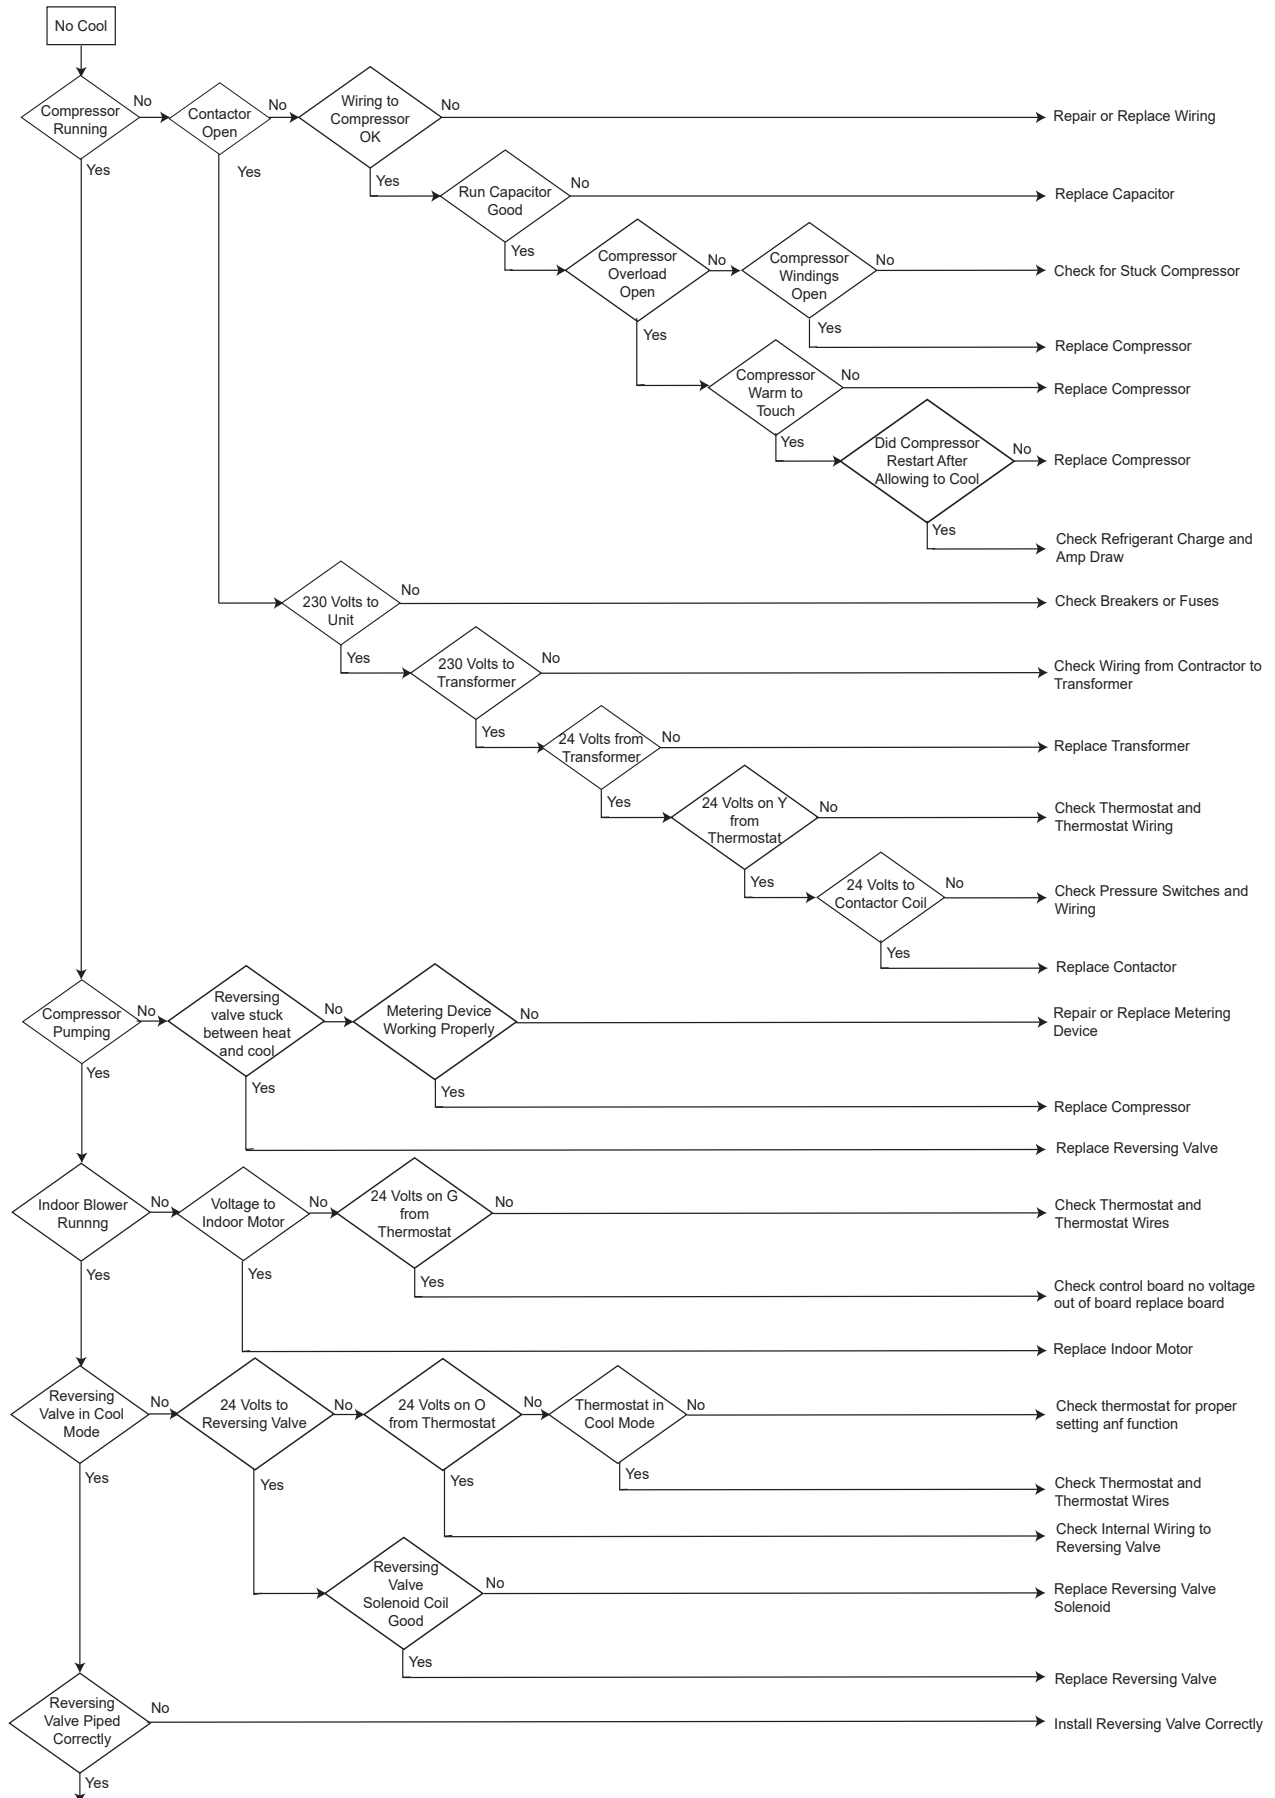 No Cool
Compressor
Running
No
Yes
Contactor
Open
No
Yes
Wiring to
Compressor
OK
No
Yes
Repair or Replace Wiring
Run Capacitor
Good
No
Yes
Replace Capacitor
Compressor
Overload
Open
No
Yes
Compressor
Windings
Open
No
Yes
Check for Stuck Compressor
Replace Compressor
Compressor
Warm to
Touch
No
Yes
Replace Compressor
Did Compressor
Restart After
Allowing to Cool
No
Yes
Replace Compressor
Check Refrigerant Charge and
Amp Draw
230 Volts to
Unit
No
Yes
Check Breakers or Fuses
230 Volts to
Transformer
No
Yes
Check Wiring from Contractor to
Transformer
24 Volts from
Transformer
No
Yes
Replace Transformer
24 Volts on Y
from
Thermostat
No
Yes
Check Thermostat and
Thermostat Wiring
24 Volts to
Contactor Coil
No
Yes
Check Pressure Switches and
Wiring
Replace Contactor
Compressor
Pumping
No
Yes
Reversing
valve stuck
between heat
and cool
No
Yes
Metering Device
Working Properly
No
Yes
Repair or Replace Metering
Device
Replace Compressor
Replace Reversing Valve
Indoor Blower
Runnng
No
Yes
Voltage to
Indoor Motor
No
Yes
24 Volts on G
from
Thermostat
No
Yes
Check Thermostat and
Thermostat Wires
Check control board no voltage
out of board replace board
Replace Indoor Motor
Reversing
Valve in Cool
Mode
No
Yes
24 Volts to
Reversing Valve
No
Yes
24 Volts on O
from Thermostat
No
Yes
Thermostat in
Cool Mode
No
Yes
Check thermostat for proper
setting anf function
Check Thermostat and
Thermostat Wires
Check Internal Wiring to
Reversing Valve
Reversing
Valve
Solenoid Coil
Good
No
Yes
Replace Reversing Valve
Solenoid
Replace Reversing Valve
Reversing
Valve Piped
Correctly
No
Yes
Install Reversing Valve Correctly